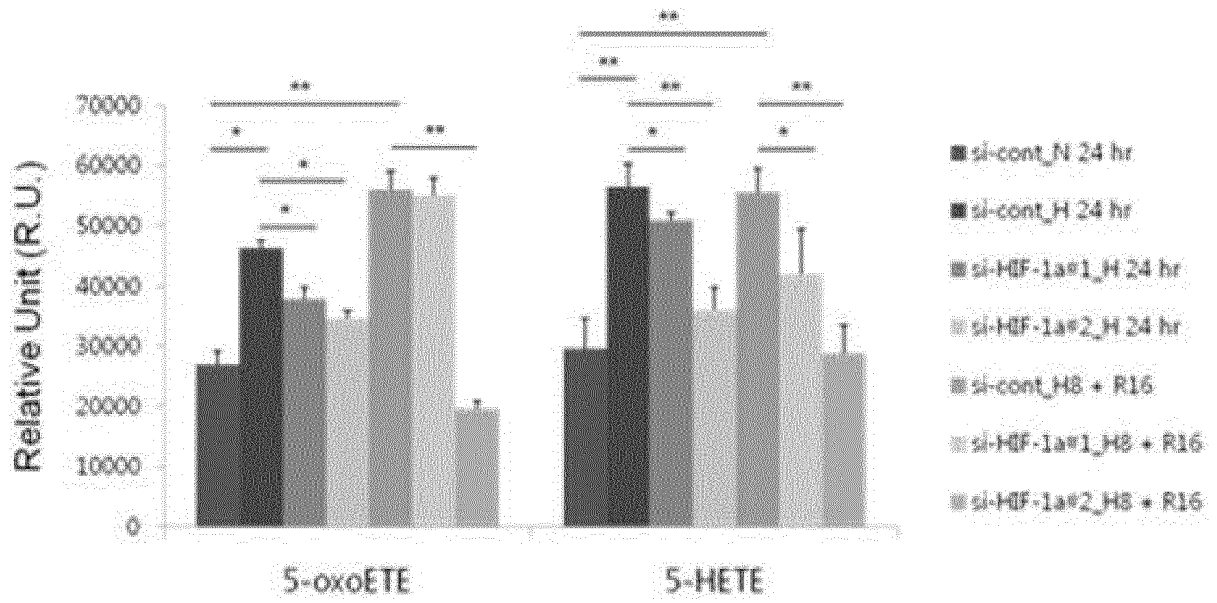 **
**
**
**
**
70000
*
**
*
*
60000
*
*
50000
40000
30000
20000
10000
0
Relative Unit (R.U.)
5-oxoETE
5-HETE
si-cont_N 24 hr
si-cont_H 24 hr
si-HIF-1a#1_H 24 hr
si-HIF-1a#2_H 24 hr
si-cont_H8 + R16
si-HIF-1a#1_H8 + R16
si-HIF-1a#2_H8 + R16